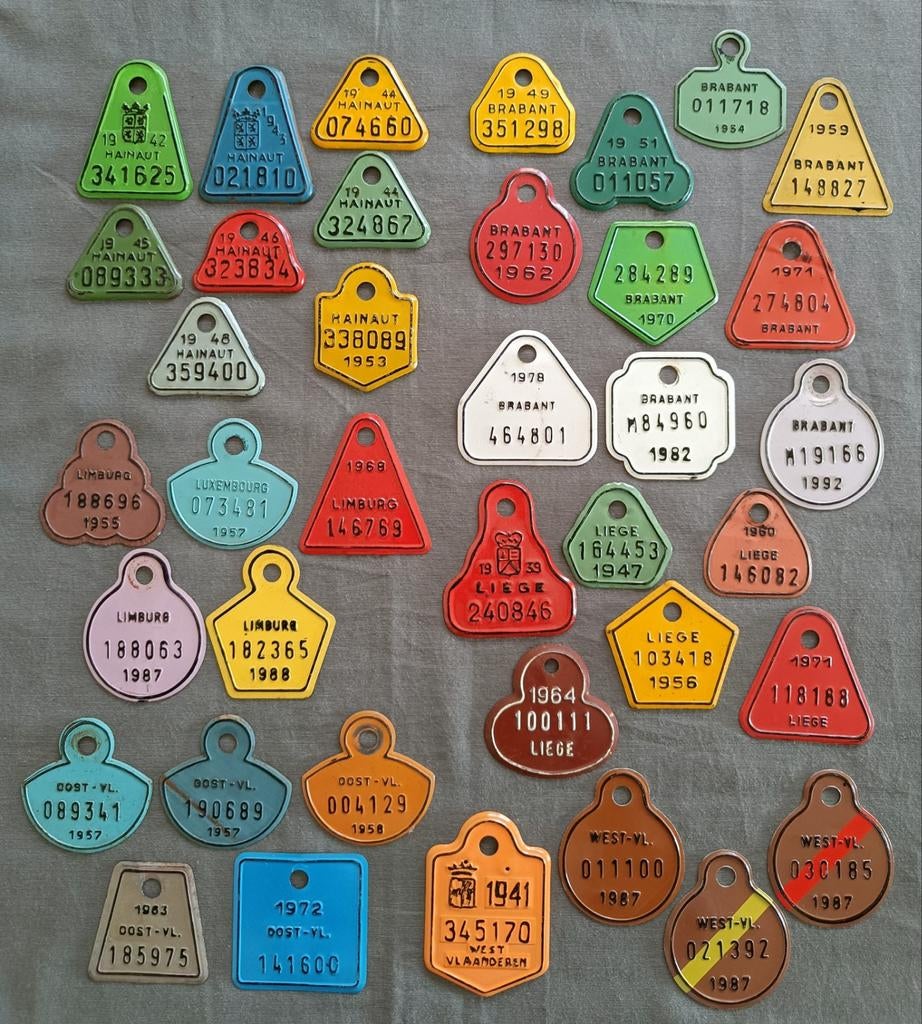 19 42
HAINAUT
341625
1943
HAINAUT
021810
19 44
HAINAUT
074660
19 44
HAINAUT
324867
19 45
HAINAUT
089333
19 46
HAINAUT
323834
19 48
HAINAUT
359400
HAINAUT
338089
1953
19 49
BRABANT
351298
19 51
BRABANT
011057
BRABANT
011718
1954
1959
BRABANT
148827
BRABANT
297130
1962
284289
BRABANT
1970
1971
274804
BRABANT
1978
BRABANT
464801
BRABANT
M84960
1982
BRABANT
M19166
1992
LIMBURG
188696
1955
LUXEMBOURG
073481
1957
1969
LIMBURG
146769
LIMBURG
188063
1987
LIMBURG
182365
1988
19 39
LIEGE
240846
LIEGE
164453
1947
1960
LIEGE
146082
LIEGE
103418
1956
1971
118168
LIEGE
1964
100111
LIEGE
OOST-VL.
089341
1957
OOST-VL.
190689
1957
OOST-VL.
004129
1958
1963
OOST-VL.
185975
1972
OOST-VL.
141600
1941
345170
WEST
VLAANDEREN
WEST-VL.
011100
1987
WEST-VL.
021392
1987
WEST-VL.
030185
1987